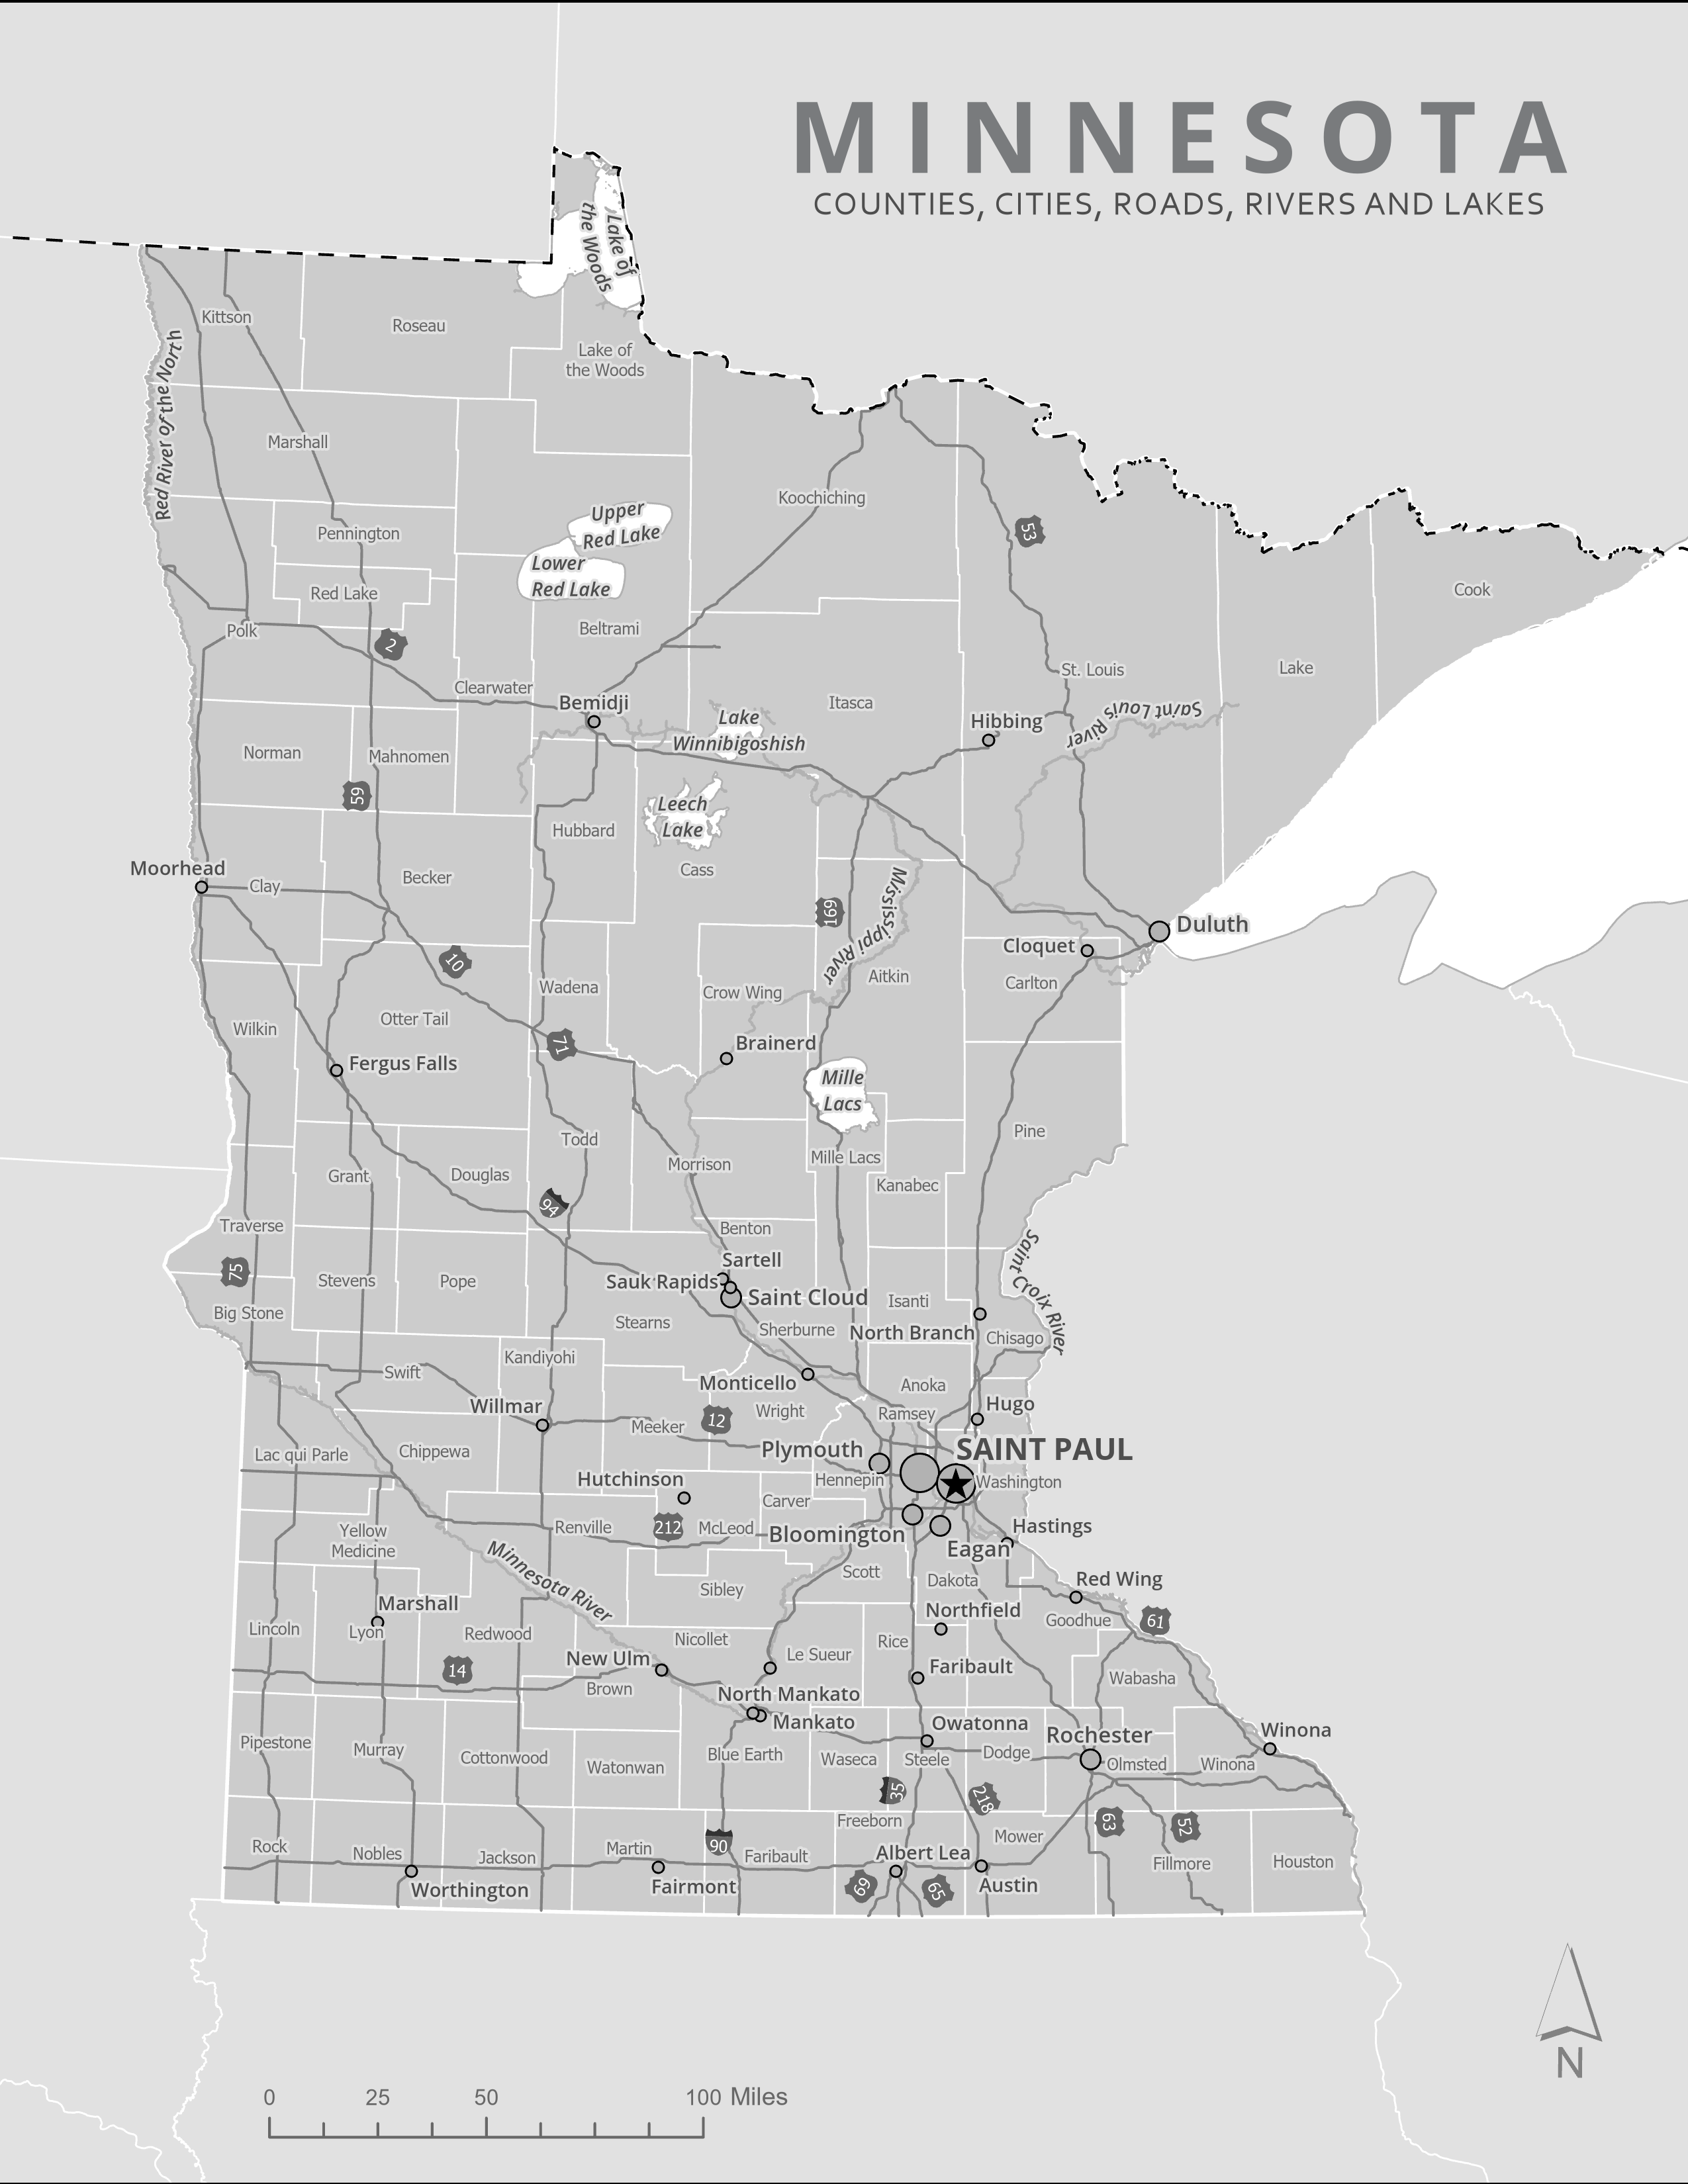 MINNESOTA
COUNTIES, CITIES, ROADS, RIVERS AND LAKES
Lake of
the Woods
Kittson
Roseau
Lake of
the Woods
Red River of the North
Marshall
Koochiching
Upper
Red Lake
53
Pennington
Lower
Red Lake
Red Lake
Cook
Polk
Beltrami
2
St. Louis
Lake
Clearwater
Bemidji
Itasca
Saint Louis
River
Lake
Winnibigoshish
Hibbing
Norman
Mahnomen
59
Leech
Lake
Hubbard
Moorhead
Clay
Becker
Cass
169
Mississippi River
Duluth
Cloquet
10
Aitkin
Carlton
Wadena
Crow Wing
Otter Tail
Wilkin
71
Brainerd
Fergus Falls
Mille
Lacs
Todd
Pine
Mille Lacs
Morrison
Grant
Douglas
Kanabec
94
Traverse
Benton
Saint Croix River
Sartell
75
Stevens
Pope
Sauk Rapids
Saint Cloud
Isanti
Big Stone
Stearns
Sherburne
North Branch
Chisago
Kandiyohi
Swift
Monticello
Anoka
Willmar
12
Wright
Ramsey
Hugo
Meeker
Lac qui Parle
Chippewa
Plymouth
SAINT PAUL
Hutchinson
Hennepin
Washington
Carver
Yellow
Medicine
Renville
212
McLeod
Bloomington
Hastings
Eagan
Minnesota River
Scott
Dakota
Red Wing
Sibley
Marshall
Lyon
Northfield
Goodhue
61
Lincoln
Redwood
Nicollet
Rice
Le Sueur
14
New Ulm
Faribault
Wabasha
Brown
North Mankato
Mankato
Owatonna
Rochester
Winona
Pipestone
Murray
Cottonwood
Blue Earth
Waseca
Steele
Dodge
Olmsted
Winona
Watonwan
35
218
63
52
Freeborn
Rock
Nobles
Jackson
Martin
90
Faribault
Albert Lea
Mower
Fillmore
Houston
Worthington
Fairmont
69
65
Austin
N
0 25 50 100 Miles